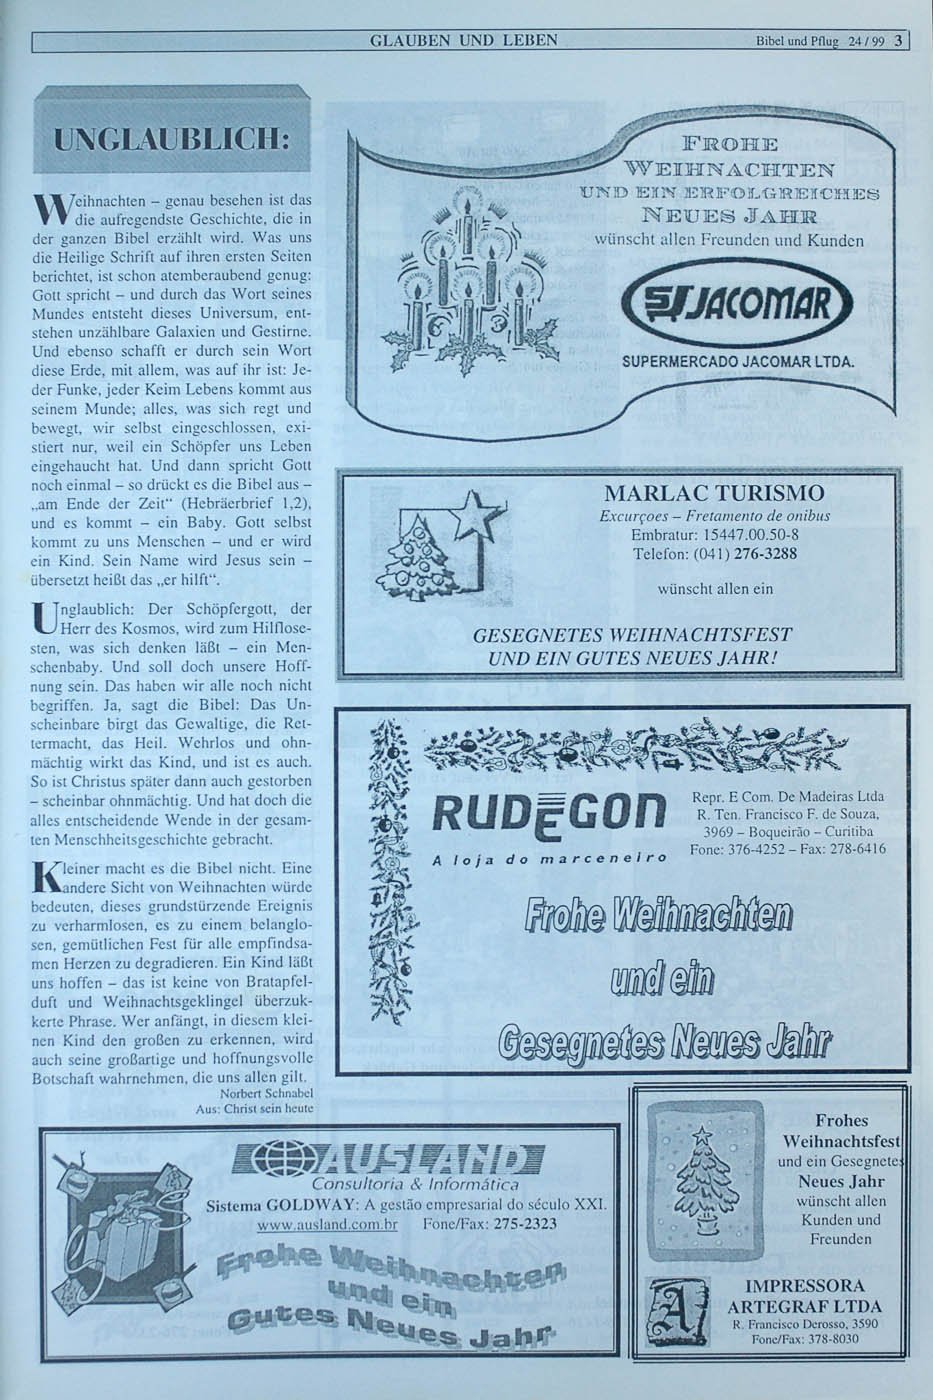 GLAUBEN UND LEBEN
Bibel und Pflug 24/99 3
UNGLAUBLICH:
Weihnachten – genau besehen ist das
die aufregendste Geschichte, die in
der ganzen Bibel erzählt wird. Was uns
die Heilige Schrift auf ihren ersten Seiten
berichtet, ist schon atemberaubend genug:
Gott spricht – und durch das Wort seines
Mundes entsteht dieses Universum, ent-
stehen unzählbare Galaxien und Gestirne.
Und ebenso schafft er durch sein Wort
diese Erde, mit allem, was auf ihr ist: Je-
der Funke, jeder Keim Lebens kommt aus
seinem Munde; alles, was sich regt und
bewegt, wir selbst eingeschlossen, exi-
stiert nur, weil ein Schöpfer uns Leben
eingehaucht hat. Und dann spricht Gott
noch einmal – so drückt es die Bibel aus –
„am Ende der Zeit“ (Hebräerbrief 1,2),
und es kommt – ein Baby. Gott selbst
kommt zu uns Menschen – und er wird
ein Kind. Sein Name wird Jesus sein –
übersetzt heißt das „er hilft“.
Unglaublich: Der Schöpfergott, der
Herr des Kosmos, wird zum Hilflose-
sten, was sich denken läßt – ein Men-
schenbaby. Und soll doch unsere Hoff-
nung sein. Das haben wir alle noch nicht
begriffen. Ja, sagt die Bibel: Das Un-
scheinbare birgt das Gewaltige, die Ret-
termacht, das Heil. Wehrlos und ohn-
mächtig wirkt das Kind, und ist es auch.
So ist Christus später dann auch gestorben
– scheinbar ohnmächtig. Und hat doch die
alles entscheidende Wende in der gesam-
ten Menschheitsgeschichte gebracht.
Kleiner macht es die Bibel nicht. Eine
andere Sicht von Weihnachten würde
bedeuten, dieses grundstürzende Ereignis
zu verharmlosen, es zu einem belanglo-
sen, gemütlichen Fest für alle empfindsa-
men Herzen zu degradieren. Ein Kind läßt
uns hoffen – das ist keine von Bratapfel-
duft und Weihnachtsgeklingel überzuk-
kerte Phrase. Wer anfängt, in diesem klei-
nen Kind den großen zu erkennen, wird
auch seine großartige und hoffnungsvolle
Botschaft wahrnehmen, die uns allen gilt.
Norbert Schnabel
Aus: Christ sein heute
FROHE
WEIHNACHTEN
UND EIN ERFOLGREICHES
NEUES JAHR
wünscht allen Freunden und Kunden
SJ JACOMAR
SUPERMERCADO JACOMAR LTDA.
MARLAC TURISMO
Excurçoes – Fretamento de onibus
Embratur: 15447.00.50-8
Telefon: (041) 276-3288
wünscht allen ein
GESEGNETES WEIHNACHTSFEST
UND EIN GUTES NEUES JAHR!
RUDEGON
A loja do marceneiro
Repr. E Com. De Madeiras Ltda
R. Ten. Francisco F. de Souza,
3969 – Boqueirão – Curitiba
Fone: 376-4252 – Fax: 278-6416
Frohe Weihnachten
und ein
Gesegnetes Neues Jahr
AUSLAND
Consultoria & Informática
Sistema GOLDWAY: A gestão empresarial do século XXI.
www.ausland.com.br Fone/Fax: 275-2323
Frohe Weihnachten
und ein
Gutes Neues Jahr
Frohes
Weihnachtsfest
und ein Gesegnetes
Neues Jahr
wünscht allen
Kunden und
Freunden
A
IMPRESSORA
ARTEGRAF LTDA
R. Francisco Derosso, 3590
Fone/Fax: 378-8030